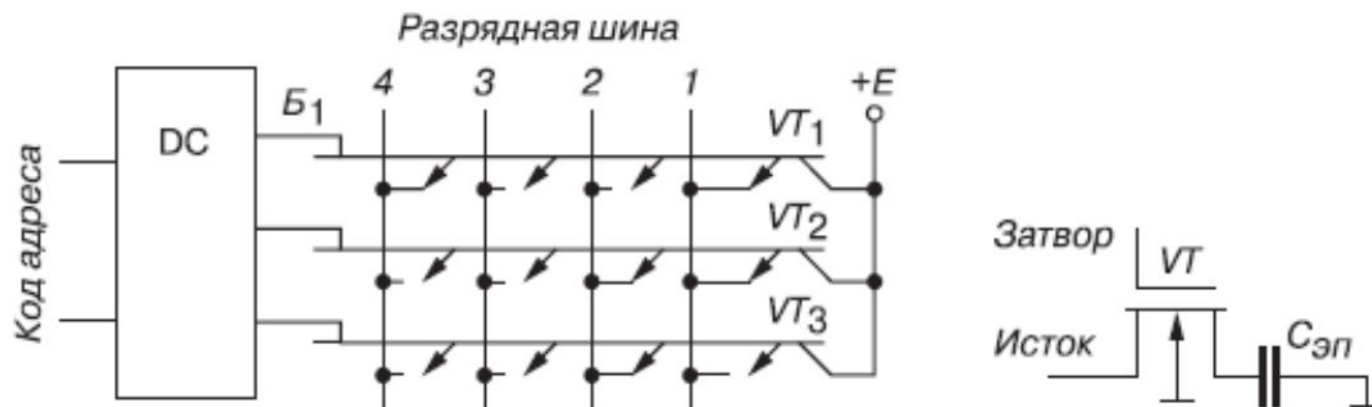 Разрядная шина
4 3 2 1 +E
Б1
DC
VT1
VT2
VT3
Код адреса
Затвор
VT
Исток
CЭП